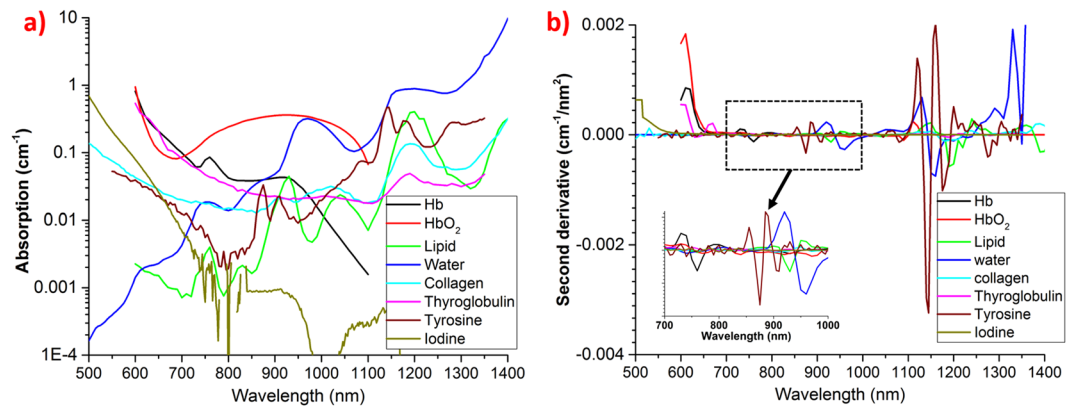 a)
Absorption (cm⁻¹)
10
1
0.1
0.01
0.001
1E-4
500 600 700 800 900 1000 1100 1200 1300 1400
Wavelength (nm)
Hb
HbO₂
Lipid
Water
Collagen
Thyroglobulin
Tyrosine
Iodine
b)
Second derivative (cm⁻¹/nm²)
0.002
0.000
-0.002
-0.004
500 600 700 800 900 1000 1100 1200 1300 1400
Wavelength (nm)
700 800 900 1000
Wavelength (nm)
Hb
HbO₂
Lipid
water
collagen
Thyroglobulin
Tyrosine
Iodine